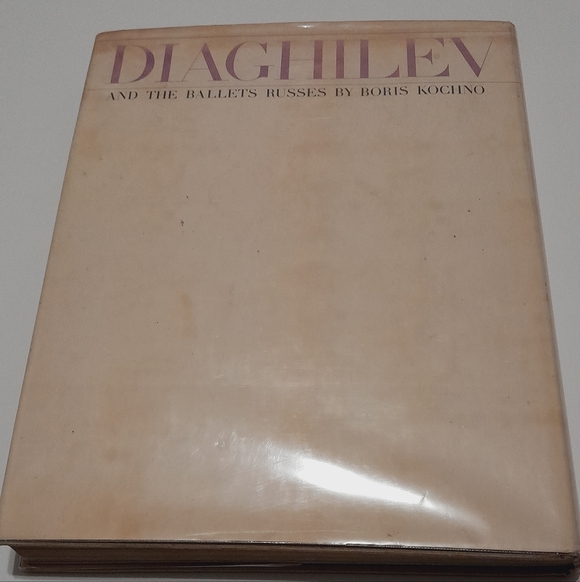 DIAGHILEV
AND THE BALLETS RUSSES BY BORIS KOCHNO